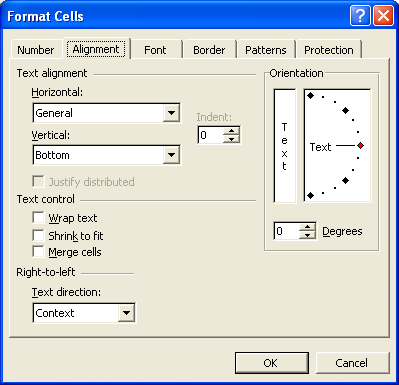 Format Cells
Number Alignment Font Border Patterns Protection
Text alignment
Horizontal:
General
Vertical:
Bottom
Indent:
0
Justify distributed
Text control
Wrap text
Shrink to fit
Merge cells
Right-to-left
Text direction:
Context
Orientation
Text
Text
0 Degrees
OK Cancel